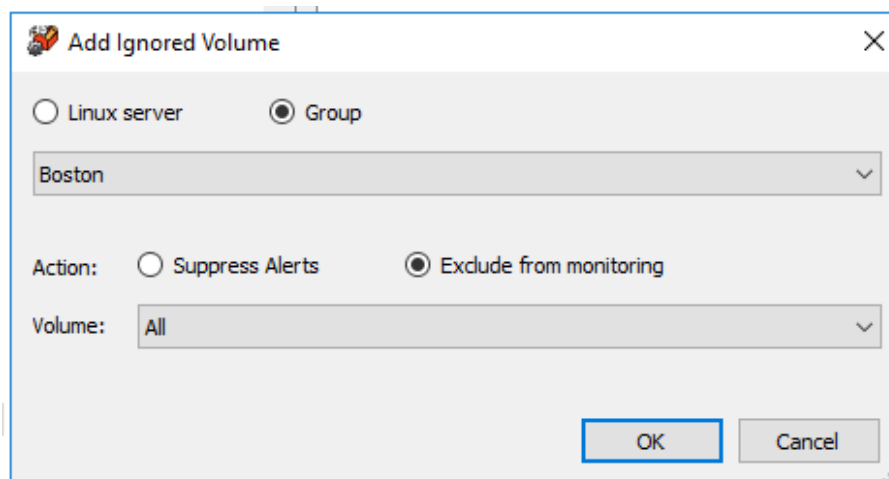 Add Ignored Volume
Linux server Group
Boston
Action: Suppress Alerts Exclude from monitoring
Volume: All
OK Cancel